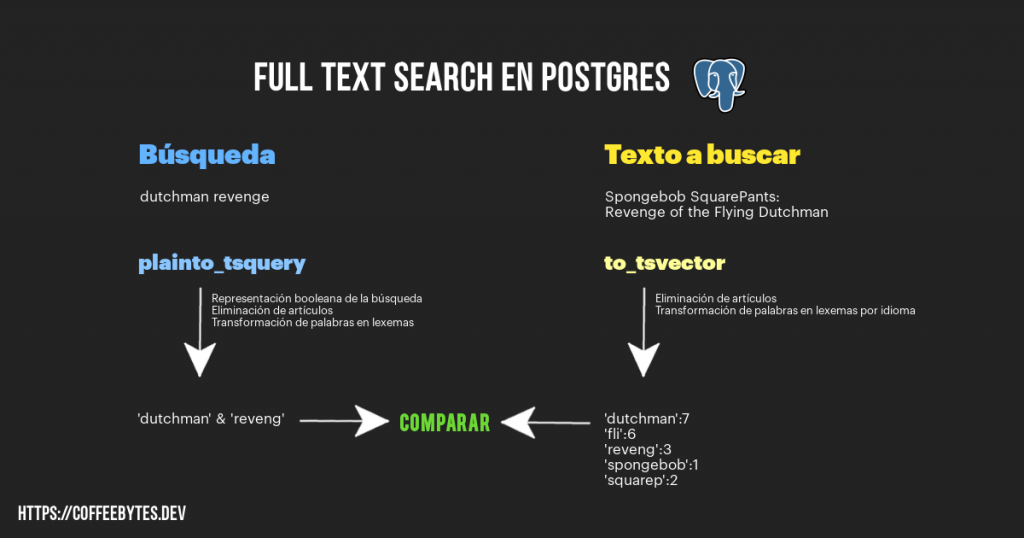 FULL TEXT SEARCH EN POSTGRES
Búsqueda
dutchman revenge
plainto_tsquery
Representación booleana de la búsqueda
Eliminación de artículos
Transformación de palabras en lexemas
'dutchman' & 'reveng'
COMPARAR
Texto a buscar
Spongebob SquarePants:
Revenge of the Flying Dutchman
to_tsvector
Eliminación de artículos
Transformación de palabras en lexemas por idioma
'dutchman':7
'fli':6
'reveng':3
'spongebob':1
'squarep':2
HTTPS://COFFEEBYTES.DEV